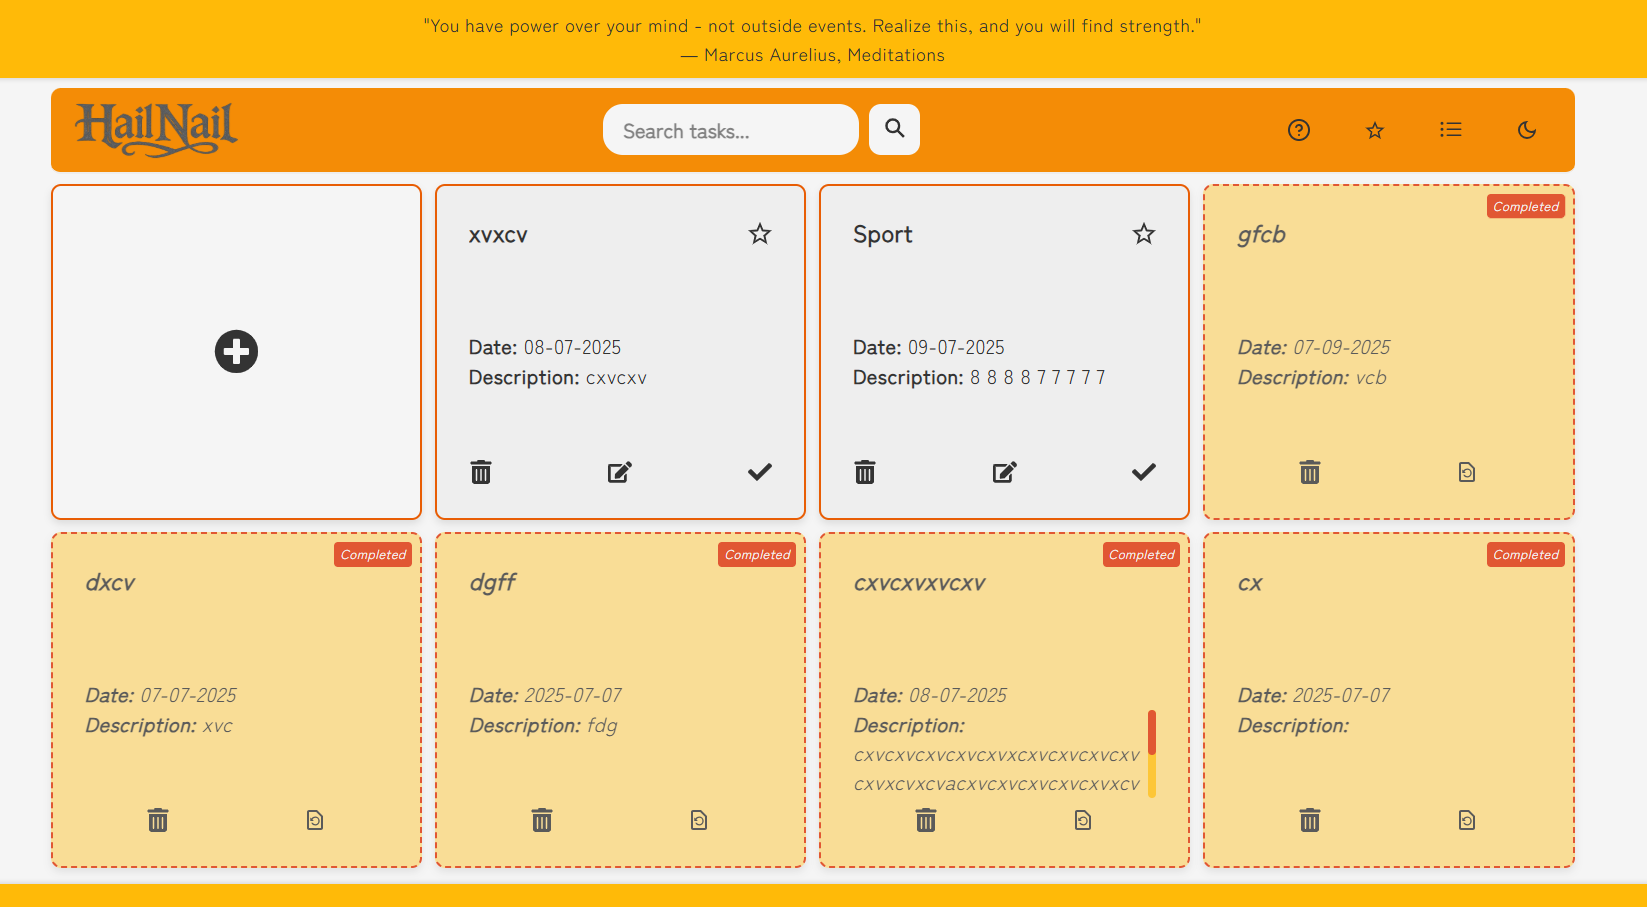 "You have power over your mind - not outside events. Realize this, and you will find strength."
— Marcus Aurelius, Meditations
HailNail
Search tasks...
xvxcv
Date: 08-07-2025
Description: cxvcxv
Sport
Date: 09-07-2025
Description: 8 8 8 8 7 7 7 7 7
Completed
gfcb
Date: 07-09-2025
Description: vcb
Completed
dxcv
Date: 07-07-2025
Description: xvc
Completed
dgff
Date: 2025-07-07
Description: fdg
Completed
cxvcxvxvcxv
Date: 08-07-2025
Description:
cxvcxvcxvcxvcxvxcxvcxvcxvcxv
cxvxcvxcvacxvcxvcxvcxvcxvxcv
Completed
cx
Date: 2025-07-07
Description: